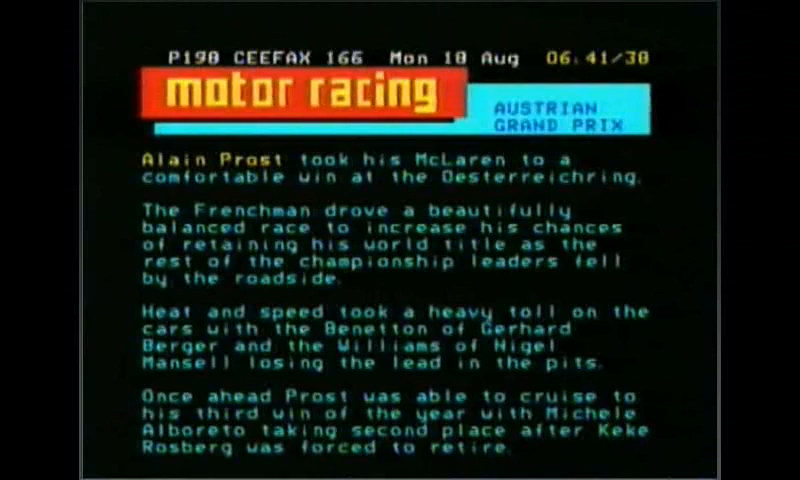 P190 CEEFAX 166 Mon 18 Aug 06.41/38
motor racing
AUSTRIAN
GRAND PRIX
Alain Prost took his McLaren to a
comfortable win at the Oesterreichring.
The Frenchman drove a beautifully
balanced race to increase his chances
of retaining his world title as the
rest of the championship leaders fell
by the roadside.
Heat and speed took a heavy toll on the
cars with the Benetton of Gerhard
Berger and the Williams of Nigel
Mansell losing the lead in the pits.
Once ahead Prost was able to cruise to
his third win of the year with Michele
Alboreto taking second place after Keke
Rosberg was forced to retire.